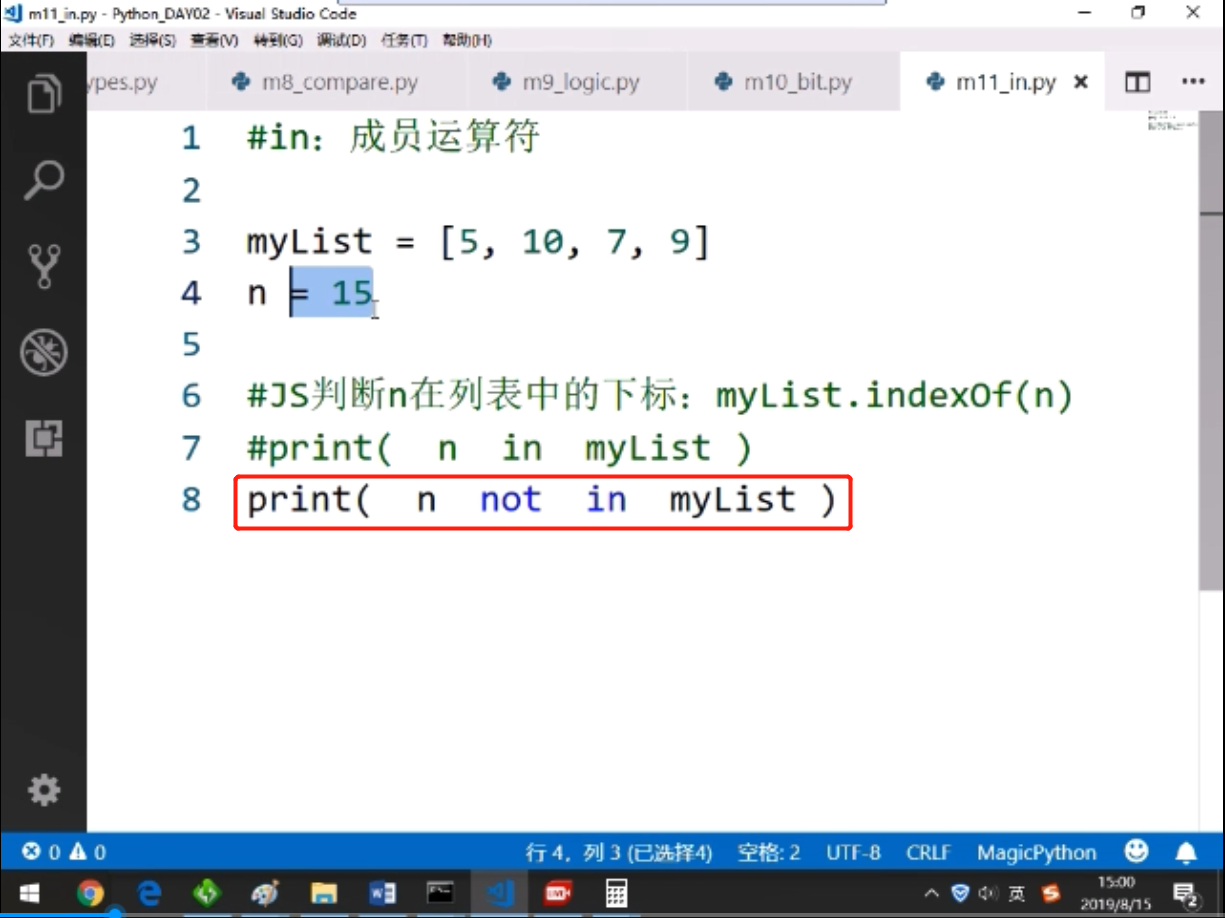 m11_in.py - Python_DAY02 - Visual Studio Code
文件(F) 编辑(E) 选择(S) 查看(V) 转到(G) 调试(D) 任务(T) 帮助(H)
ypes.py m8_compare.py m9_logic.py m10_bit.py m11_in.py
1 #in：成员运算符
2
3 myList = [5, 10, 7, 9]
4 n = 15
5
6 #JS判断n在列表中的下标：myList.indexOf(n)
7 #print(  n  in  myList )
8 print(  n  not  in  myList )
0 0 行 4，列 3 (已选择4) 空格: 2 UTF-8 CRLF MagicPython
英 15:00
2019/8/15 2